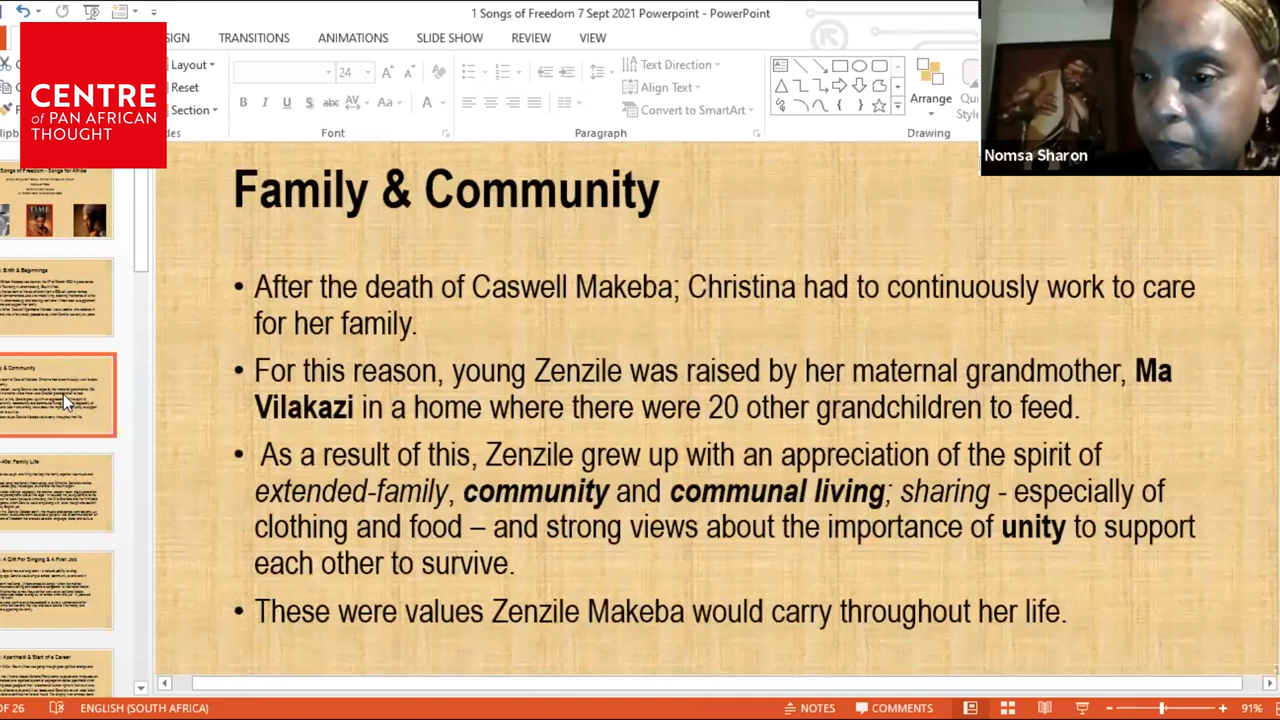 1 Songs of Freedom 7 Sept 2021 Powerpoint - PowerPoint
TRANSITIONS
ANIMATIONS
SLIDE SHOW
REVIEW
VIEW
CENTRE
of PAN AFRICAN
THOUGHT
Layout
Reset
Section
24
Text Direction
Align Text
Convert to SmartArt
Arrange
Font
Paragraph
Drawing
Nomsa Sharon
Family & Community
• After the death of Caswell Makeba; Christina had to continuously work to care
for her family.
• For this reason, young Zenzile was raised by her maternal grandmother, Ma
Vilakazi in a home where there were 20 other grandchildren to feed.
• As a result of this, Zenzile grew up with an appreciation of the spirit of
extended-family, community and communal living; sharing - especially of
clothing and food – and strong views about the importance of unity to support
each other to survive.
• These were values Zenzile Makeba would carry throughout her life.
OF 26
ENGLISH (SOUTH AFRICA)
NOTES
COMMENTS
91%